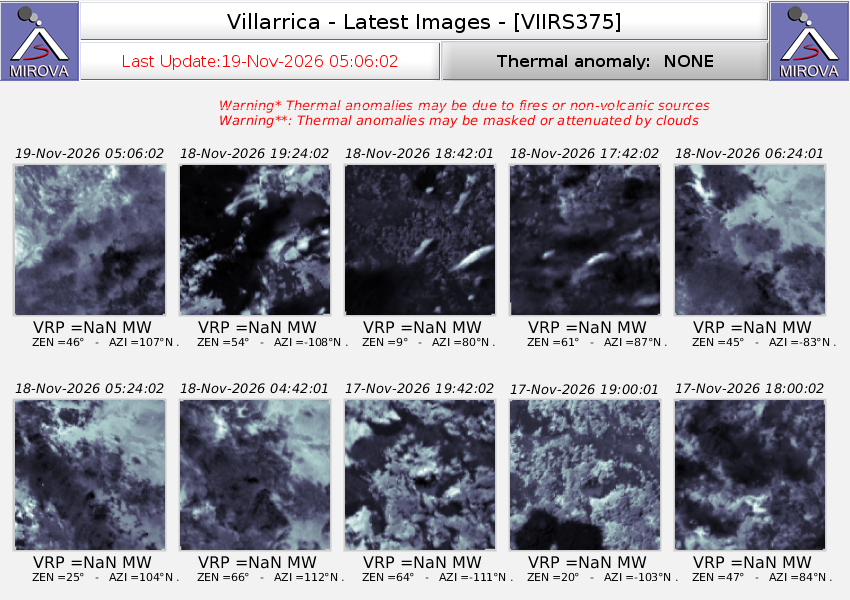 Villarrica - Latest Images - [VIIRS375]
MIROVA
Last Update:19-Nov-2026 05:06:02
Thermal anomaly: NONE
MIROVA
Warning* Thermal anomalies may be due to fires or non-volcanic sources
Warning**: Thermal anomalies may be masked or attenuated by clouds
19-Nov-2026 05:06:02 18-Nov-2026 19:24:02 18-Nov-2026 18:42:01 18-Nov-2026 17:42:02 18-Nov-2026 06:24:01
VRP =NaN MW VRP =NaN MW VRP =NaN MW VRP =NaN MW VRP =NaN MW
ZEN =46° - AZI =107°N . ZEN =54° - AZI =-108°N . ZEN =9° - AZI =80°N . ZEN =61° - AZI =87°N . ZEN =45° - AZI =-83°N .
18-Nov-2026 05:24:02 18-Nov-2026 04:42:01 17-Nov-2026 19:42:02 17-Nov-2026 19:00:01 17-Nov-2026 18:00:02
VRP =NaN MW VRP =NaN MW VRP =NaN MW VRP =NaN MW VRP =NaN MW
ZEN =25° - AZI =104°N . ZEN =66° - AZI =112°N . ZEN =64° - AZI =-111°N . ZEN =20° - AZI =-103°N . ZEN =47° - AZI =84°N .